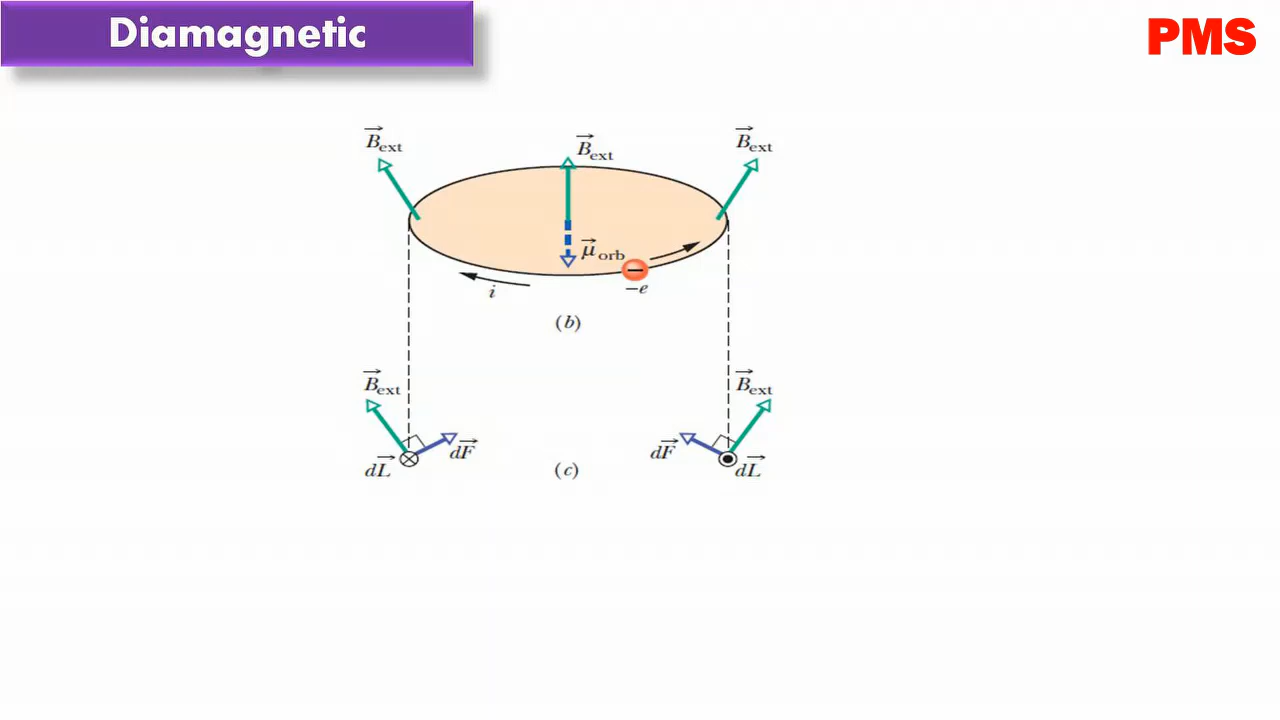 Diamagnetic
PMS
B⃗ext
B⃗ext
B⃗ext
μ⃗orb
−
−e
i
(b)
B⃗ext
B⃗ext
dF⃗
dF⃗
dL⃗
(c)
dL⃗